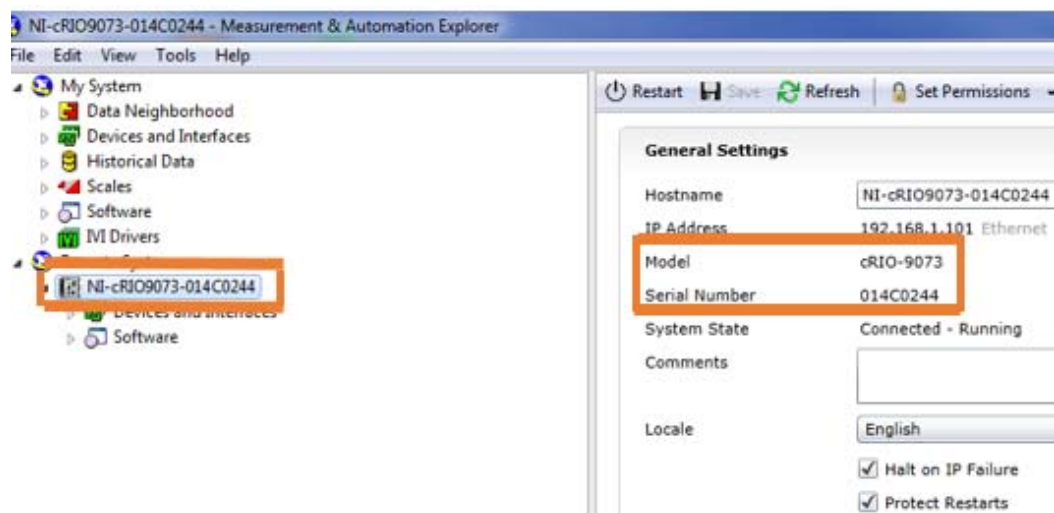 NI-cRIO9073-014C0244 - Measurement & Automation Explorer
File Edit View Tools Help
My System
Data Neighborhood
Devices and Interfaces
Historical Data
Scales
Software
IVI Drivers
NI-cRIO9073-014C0244
Devices and Interfaces
Software
Restart Save Refresh Set Permissions
General Settings
Hostname NI-cRIO9073-014C0244
IP Address 192.168.1.101 Ethernet
Model cRIO-9073
Serial Number 014C0244
System State Connected - Running
Comments
Locale English
Halt on IP Failure
Protect Restarts